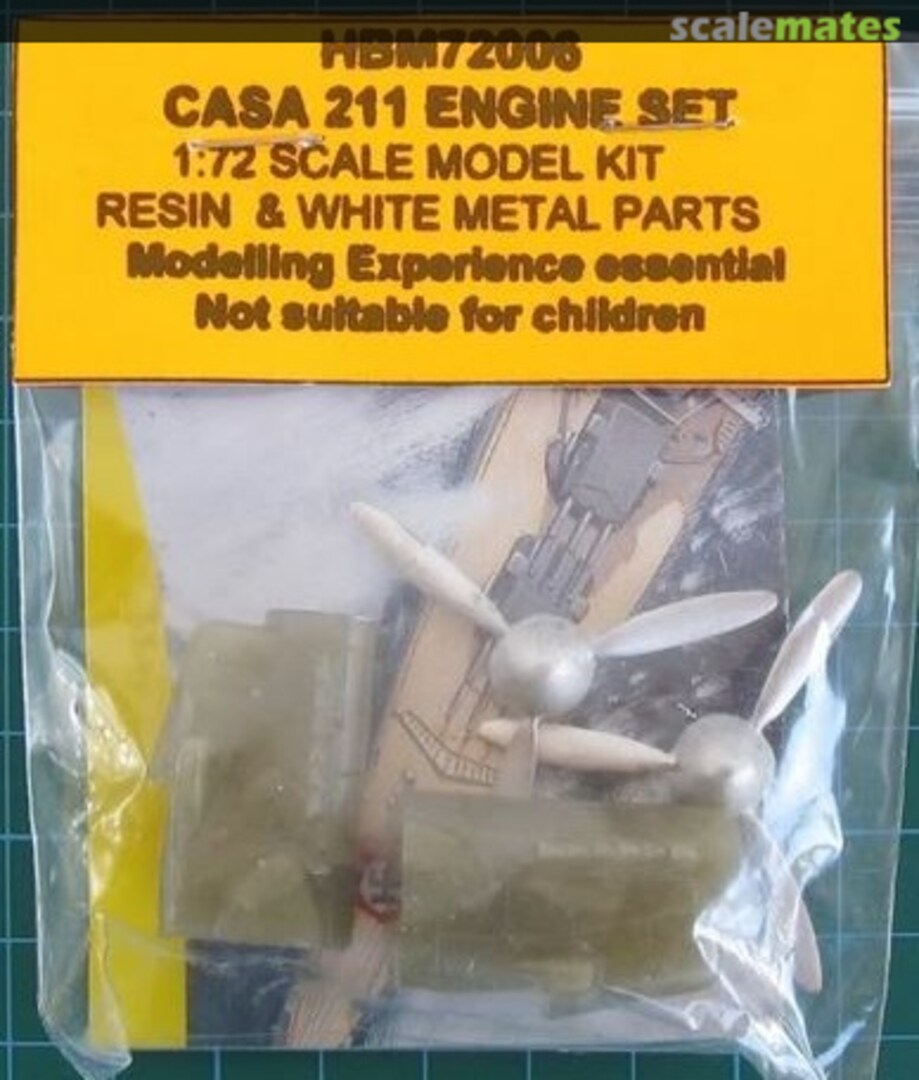 scalemates
HBM72008
CASA 211 ENGINE SET
1:72 SCALE MODEL KIT
RESIN & WHITE METAL PARTS
Modelling Experience essential
Not suitable for children